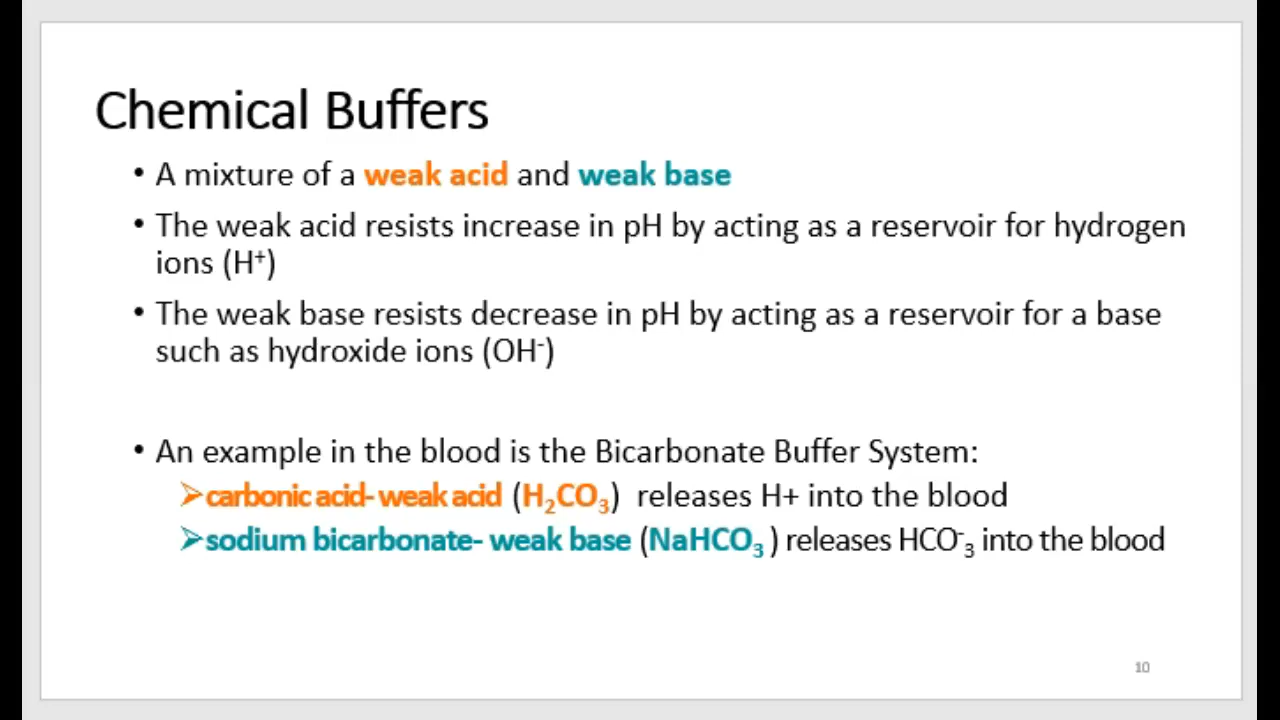 Chemical Buffers
• A mixture of a weak acid and weak base
• The weak acid resists increase in pH by acting as a reservoir for hydrogen
ions (H⁺)
• The weak base resists decrease in pH by acting as a reservoir for a base
such as hydroxide ions (OH⁻)
• An example in the blood is the Bicarbonate Buffer System:
➢carbonic acid- weak acid (H₂CO₃) releases H+ into the blood
➢sodium bicarbonate- weak base (NaHCO₃ ) releases HCO⁻₃ into the blood
10